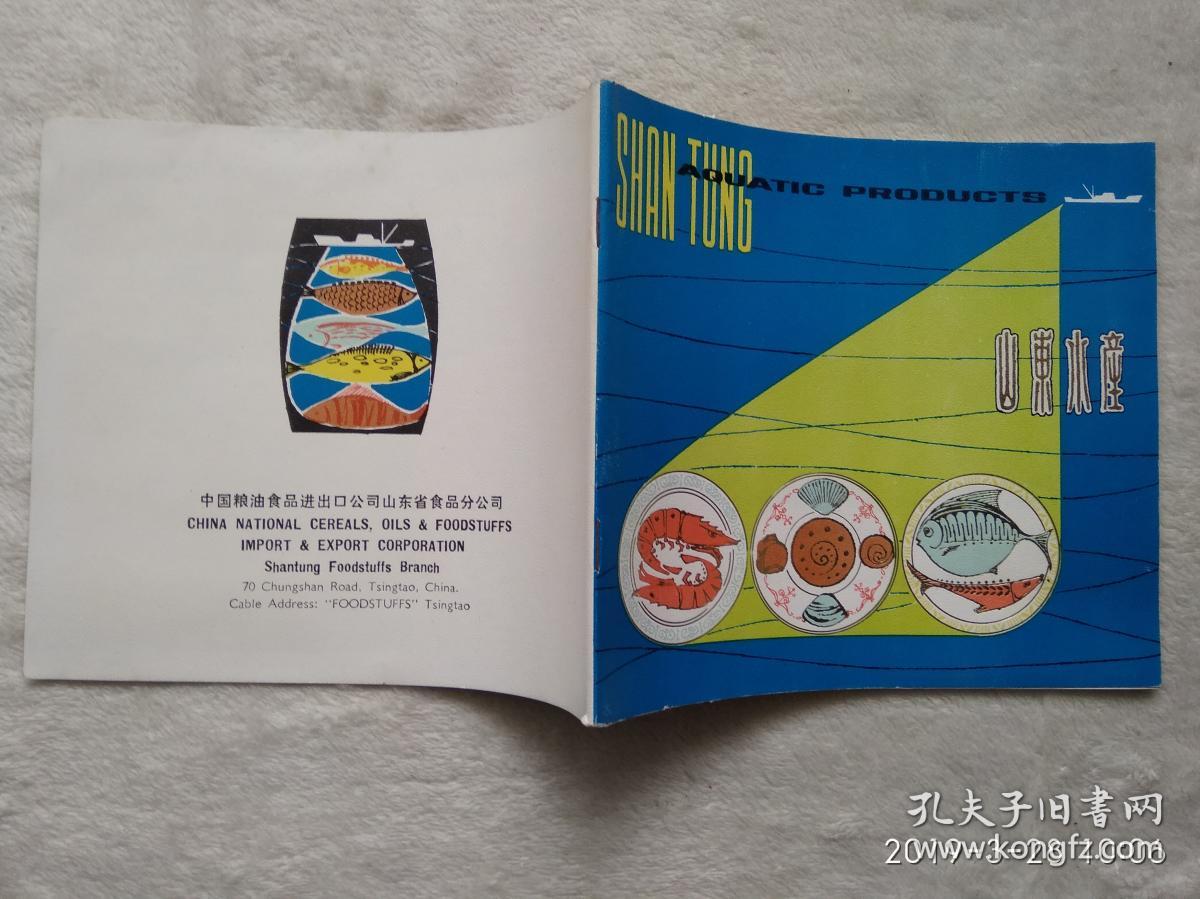 SHAN TUNG
AQUATIC PRODUCTS
山東水產
中国粮油食品进出口公司山东省食品分公司
CHINA NATIONAL CEREALS, OILS & FOODSTUFFS
IMPORT & EXPORT CORPORATION
Shantung Foodstuffs Branch
70 Chungshan Road, Tsingtao, China.
Cable Address: "FOODSTUFFS" Tsingtao
孔夫子旧书网
www.kongfz.com